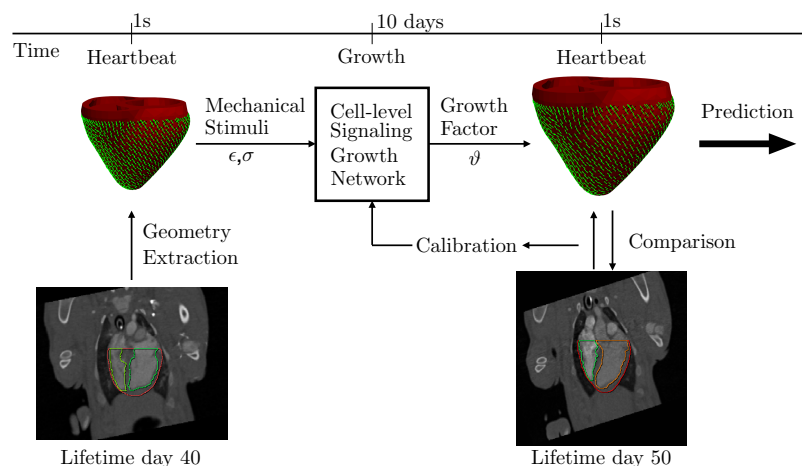 1s
10 days
1s
Time
Heartbeat
Growth
Heartbeat
Mechanical
Stimuli
ϵ,σ
Cell-level
Signaling
Growth
Network
Growth
Factor
ϑ
Prediction
Geometry
Extraction
Calibration
Comparison
Lifetime day 40
Lifetime day 50